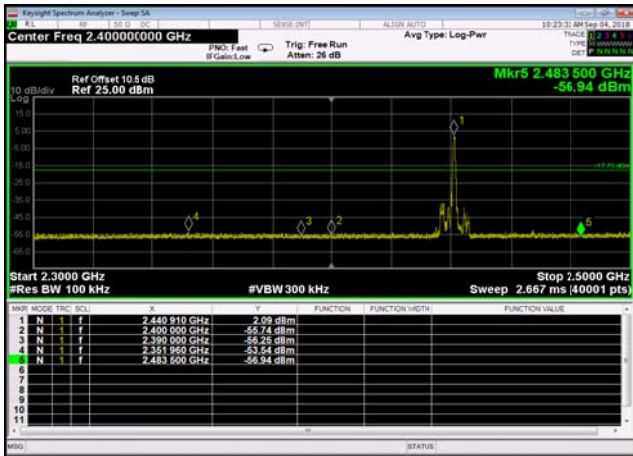 Keysight Spectrum Analyzer - Swept SA
RL RF 50 Ω DC SENSE:INT ALIGN AUTO 10:23:32 AM Sep 04, 2018
Center Freq 2.400000000 GHz
PNO: Fast
IFGain:Low
Trig: Free Run
Atten: 26 dB
Avg Type: Log-Pwr
TRACE 1 2 3 4 5 6
TYPE
DET P N N N N N
Ref Offset 10.5 dB
10 dB/div Ref 25.00 dBm
Log
Mkr5 2.483 500 GHz
-56.94 dBm
15.0
5.00
-5.00
-15.0
-25.0
-35.0
-45.0
-55.0
-65.0
1
2
3
4
5
Start 2.3000 GHz
#Res BW 100 kHz
#VBW 300 kHz
Stop 2.5000 GHz
Sweep 2.667 ms (40001 pts)
MKR MODE TRC SCL X Y FUNCTION FUNCTION WIDTH FUNCTION VALUE
1 N 1 f 2.440 910 GHz 2.09 dBm
2 N 1 f 2.400 000 GHz -55.74 dBm
3 N 1 f 2.390 000 GHz -56.25 dBm
4 N 1 f 2.351 960 GHz -53.54 dBm
5 N 1 f 2.483 500 GHz -56.94 dBm
6
7
8
9
10
11
MSG STATUS